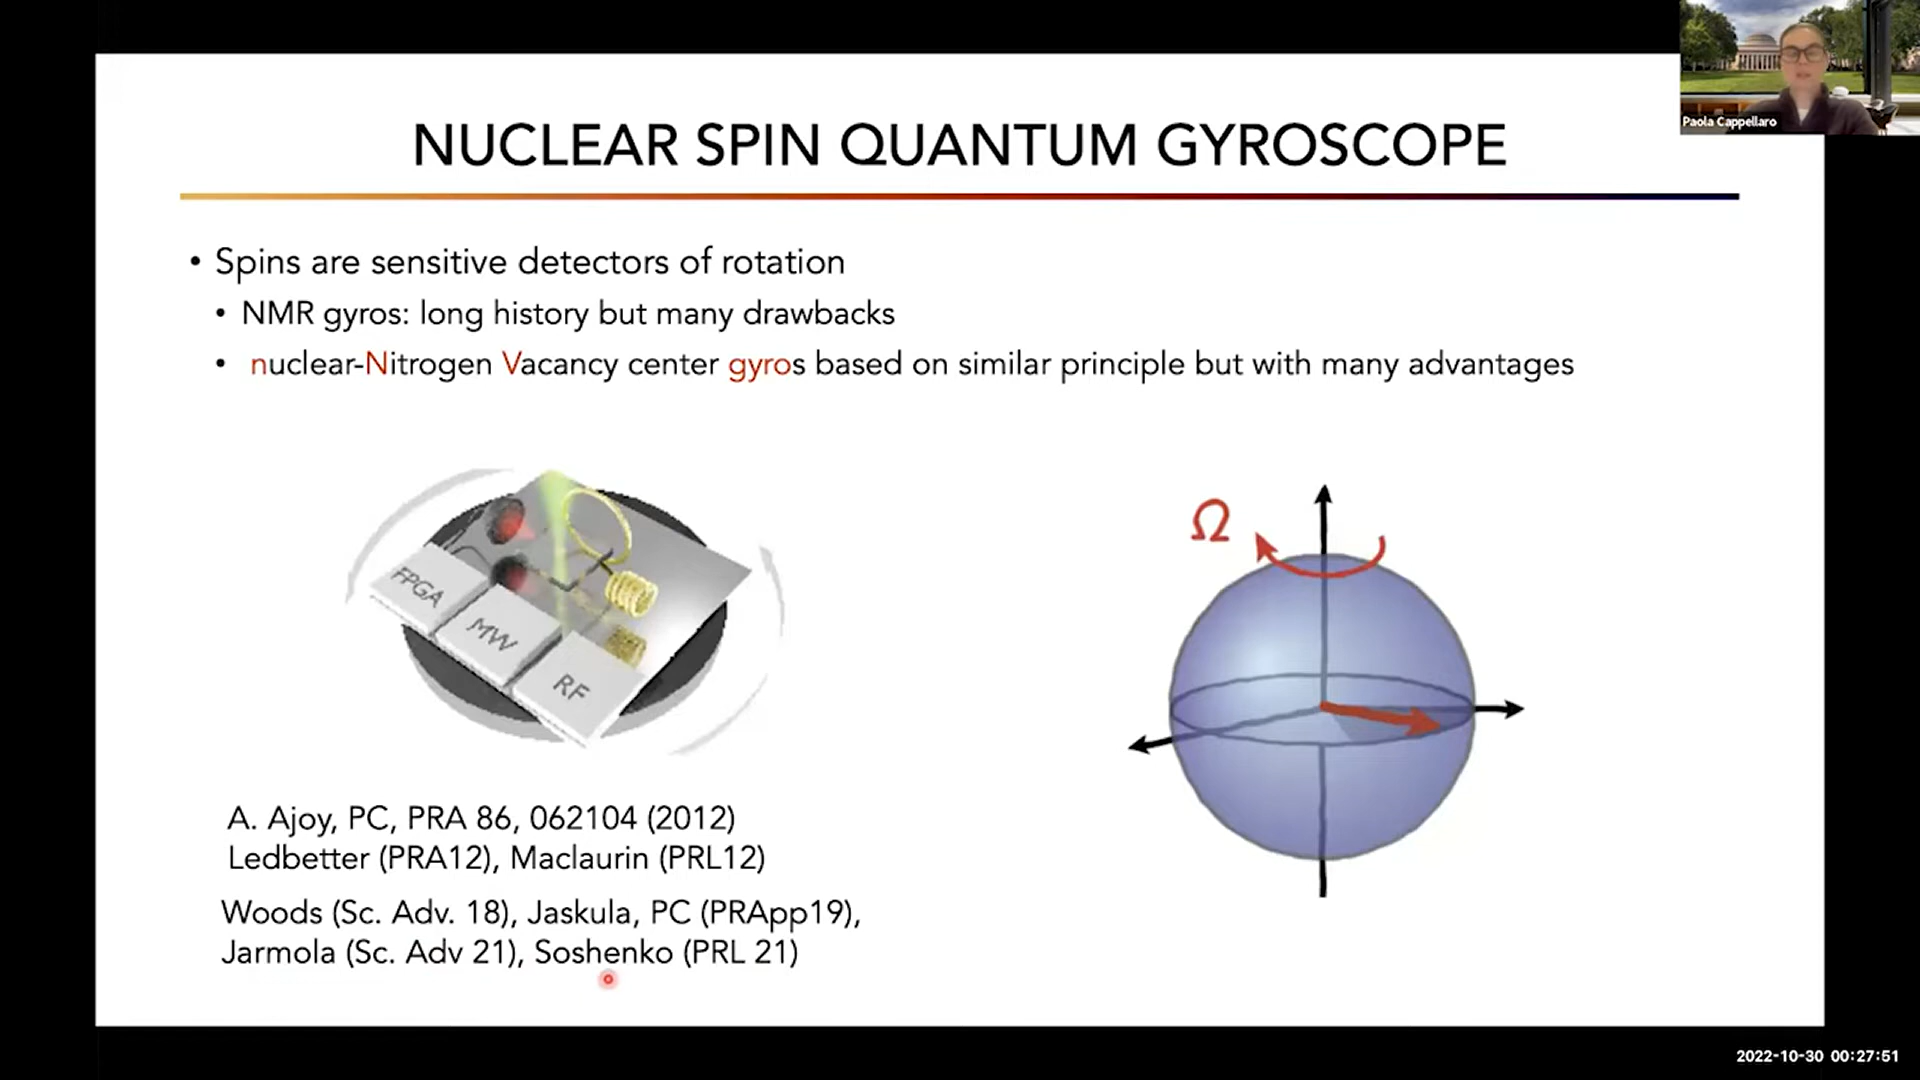 Paola Cappellaro
NUCLEAR SPIN QUANTUM GYROSCOPE
• Spins are sensitive detectors of rotation
• NMR gyros: long history but many drawbacks
• nuclear-Nitrogen Vacancy center gyros based on similar principle but with many advantages
FPGA
MW
RF
Ω
A. Ajoy, PC, PRA 86, 062104 (2012)
Ledbetter (PRA12), Maclaurin (PRL12)
Woods (Sc. Adv. 18), Jaskula, PC (PRApp19),
Jarmola (Sc. Adv 21), Soshenko (PRL 21)
2022-10-30 00:27:51